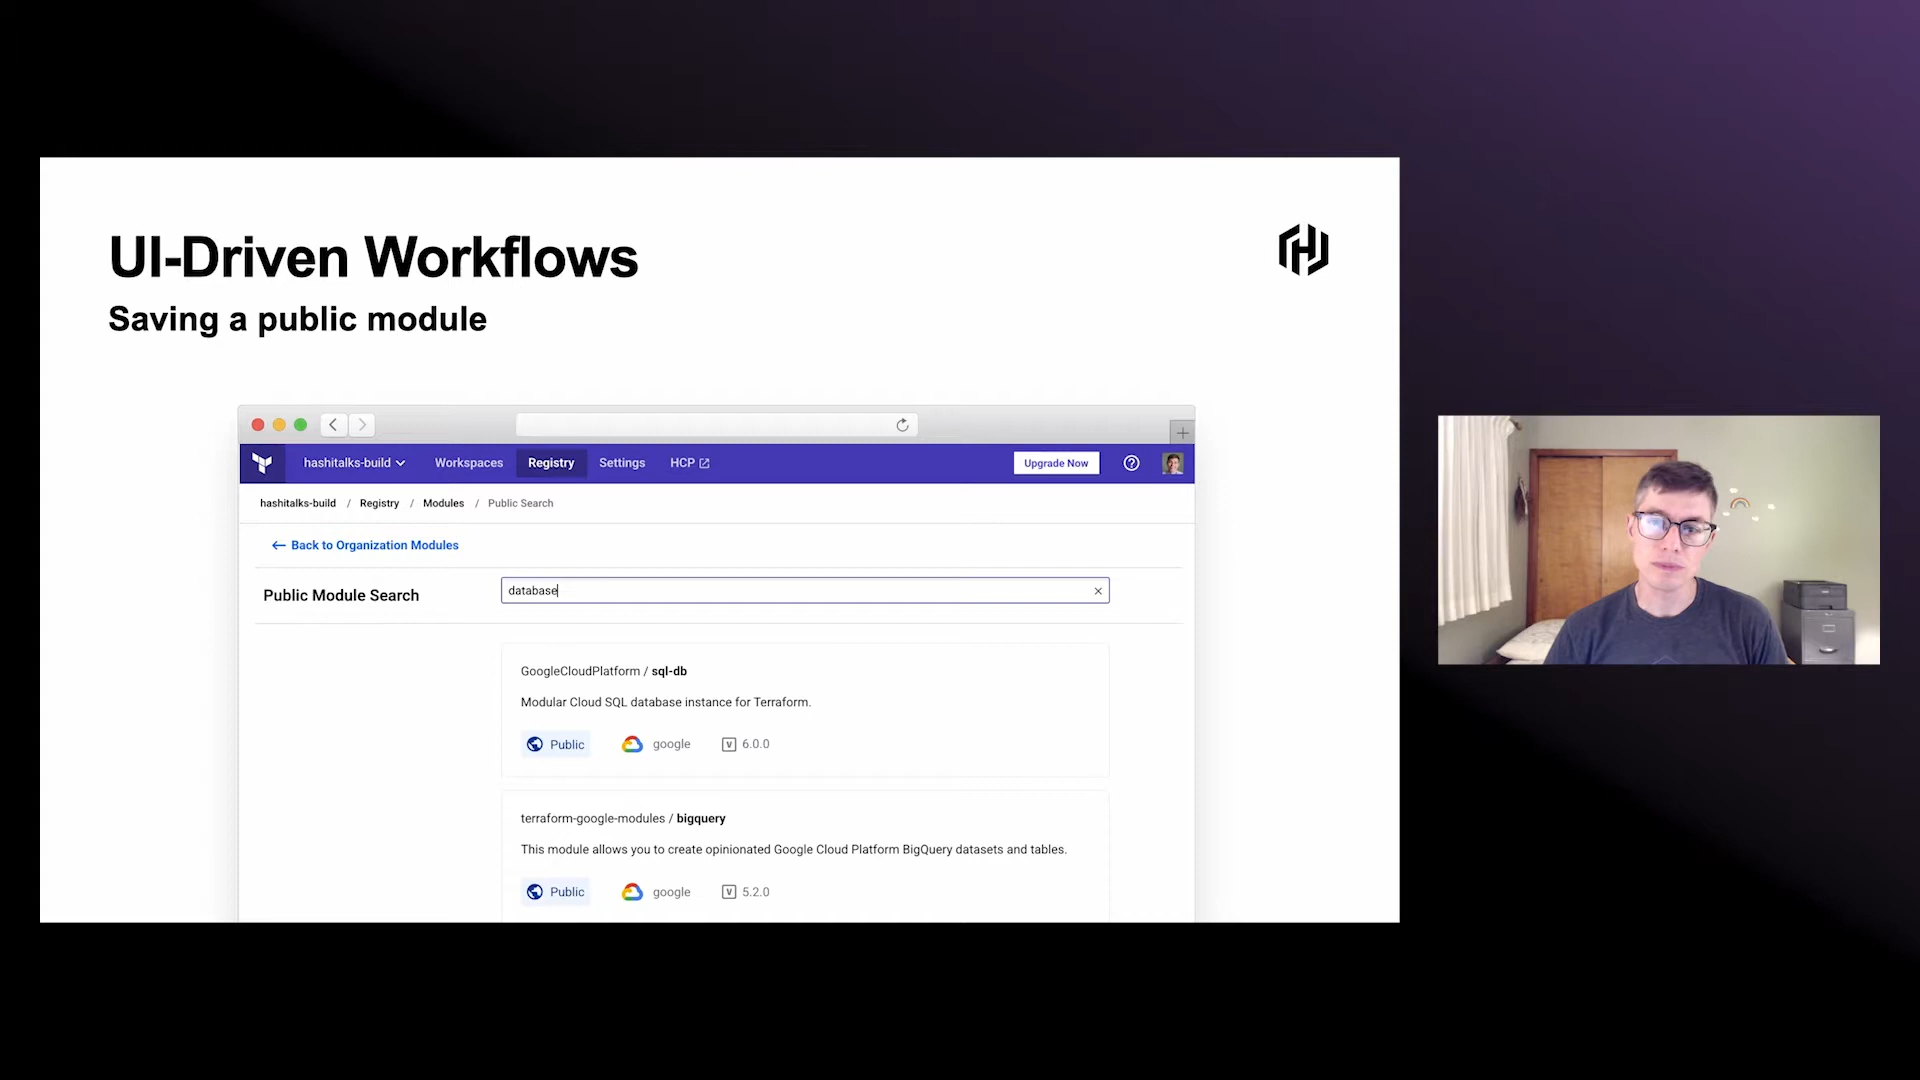 UI-Driven Workflows
Saving a public module
hashitalks-build Workspaces Registry Settings HCP Upgrade Now
hashitalks-build / Registry / Modules / Public Search
← Back to Organization Modules
Public Module Search
database
GoogleCloudPlatform / sql-db
Modular Cloud SQL database instance for Terraform.
Public google V 6.0.0
terraform-google-modules / bigquery
This module allows you to create opinionated Google Cloud Platform BigQuery datasets and tables.
Public google V 5.2.0